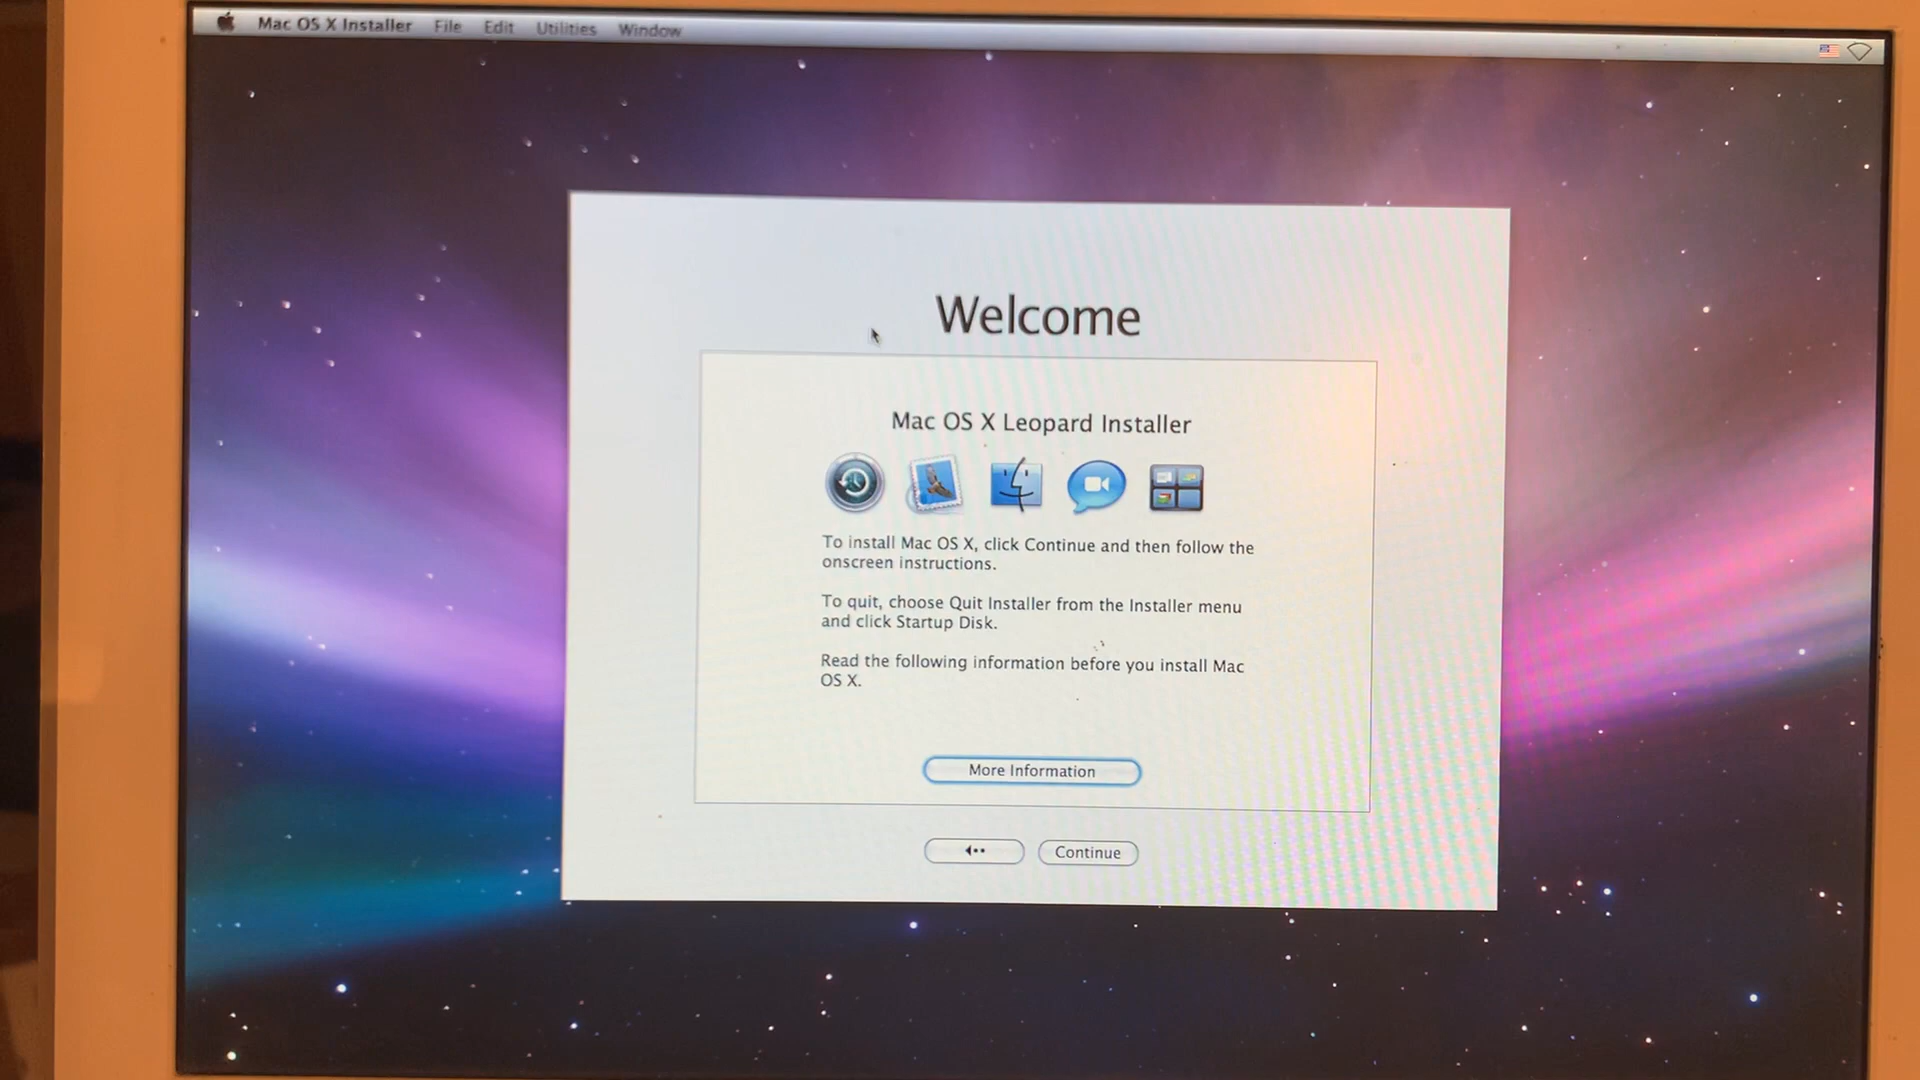 Mac OS X Installer File Edit Utilities Window
Welcome
Mac OS X Leopard Installer
To install Mac OS X, click Continue and then follow the
onscreen instructions.
To quit, choose Quit Installer from the Installer menu
and click Startup Disk.
Read the following information before you install Mac
OS X.
More Information
Continue